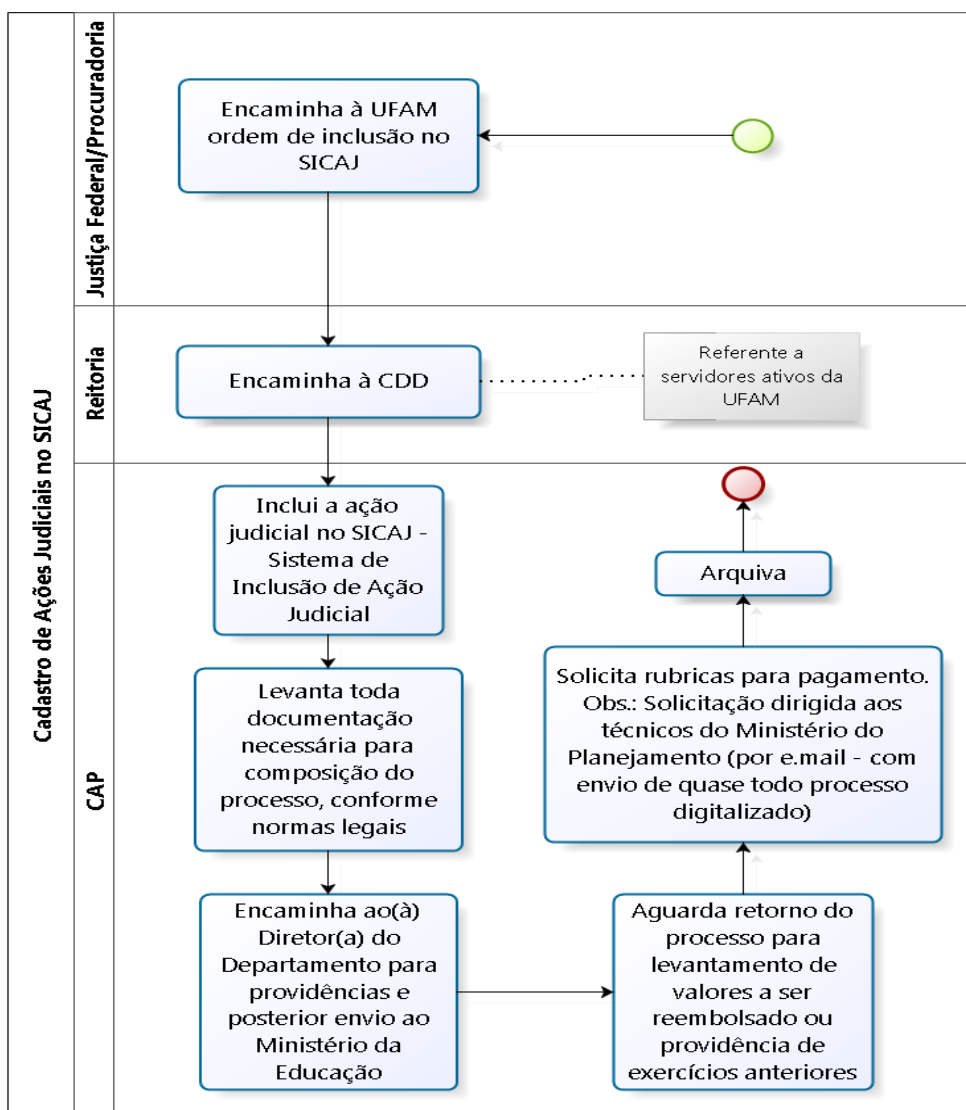 Cadastro de Ações Judiciais no SICAJ
Justiça Federal/Procuradoria
Encaminha à UFAM
ordem de inclusão no
SICAJ
Reitoria
Encaminha à CDD
Referente a
servidores ativos da
UFAM
CAP
Inclui a ação
judicial no SICAJ -
Sistema de
Inclusão de Ação
Judicial
Levanta toda
documentação
necessária para
composição do
processo, conforme
normas legais
Encaminha ao(à)
Diretor(a) do
Departamento para
providências e
posterior envio ao
Ministério da
Educação
Aguarda retorno do
processo para
levantamento de
valores a ser
reembolsado ou
providência de
exercícios anteriores
Solicita rubricas para pagamento.
Obs.: Solicitação dirigida aos
técnicos do Ministério do
Planejamento (por e.mail - com
envio de quase todo processo
digitalizado)
Arquiva